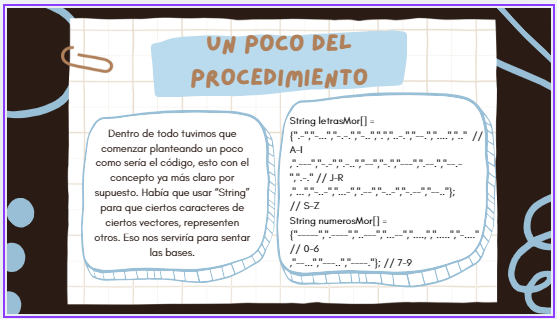 UN POCO DEL
PROCEDIMIENTO
Dentro de todo tuvimos que
comenzar planteando un poco
como sería el código, esto con el
concepto ya más claro por
supuesto. Había que usar "String"
para que ciertos caracteres de
ciertos vectores, representen
otros. Eso nos serviría para sentar
las bases.
String letrasMor[] =
{".-","-...","-.-.","-..",".","..-.","--.","....",".." //
A-I
,".---","-.-",".-..","--","-.","---",".--.","--.-
",".-." // J-R
,"...","-","..-","...-",".--","-..-","-.--","--.."};
// S-Z
String numerosMor[] =
{"-----",".----","..---","...--","....-",".....","-...."
// 0-6
,"--...","---..","----."}; // 7-9